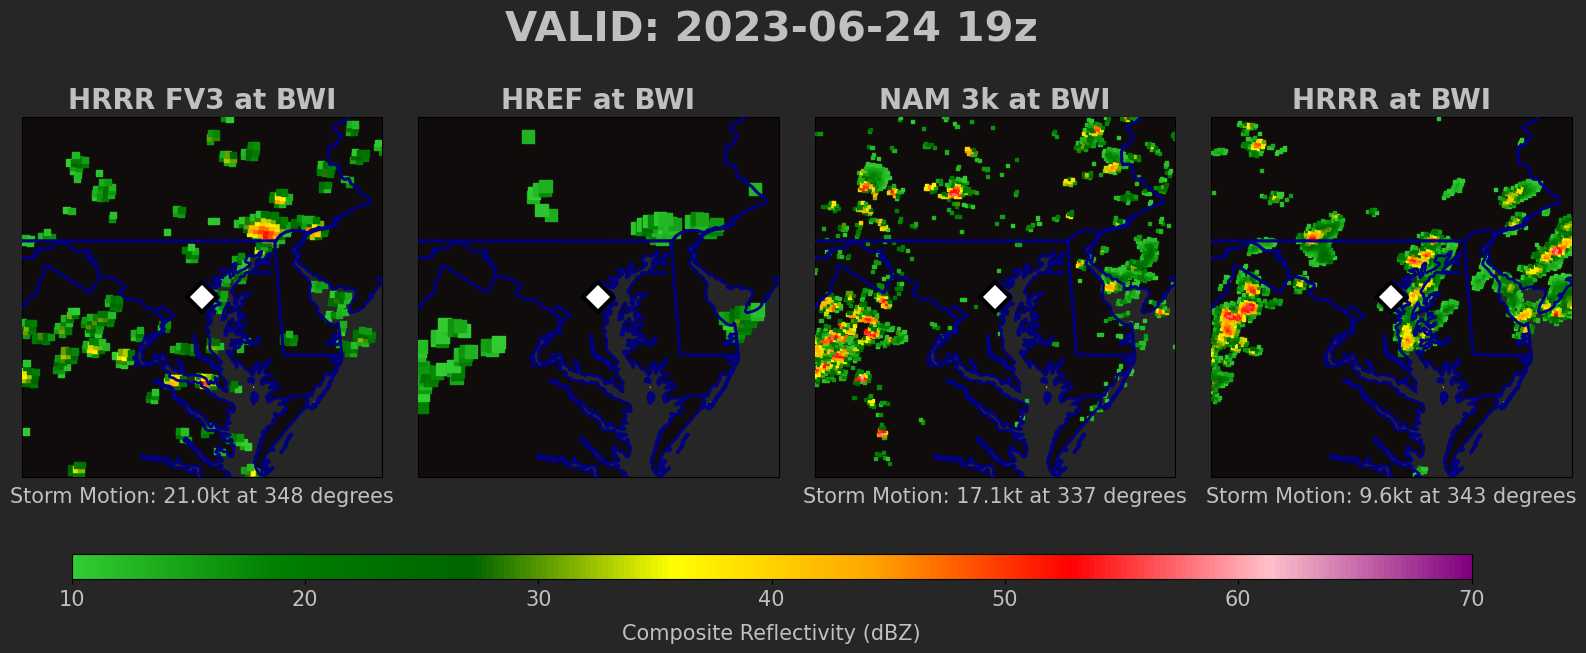 VALID: 2023-06-24 19z
HRRR FV3 at BWI
HREF at BWI
NAM 3k at BWI
HRRR at BWI
Storm Motion: 21.0kt at 348 degrees
Storm Motion: 17.1kt at 337 degrees
Storm Motion: 9.6kt at 343 degrees
10 20 30 40 50 60 70
Composite Reflectivity (dBZ)